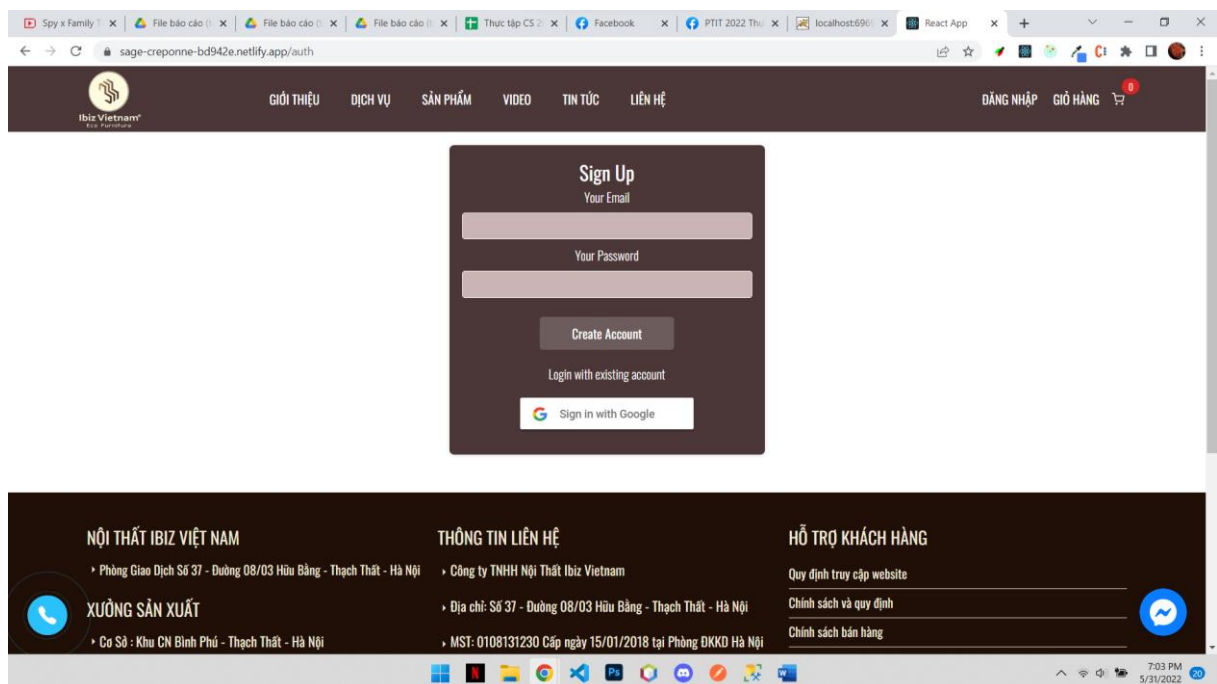 Spy x Family T
File báo cáo (
File báo cáo (
File báo cáo (
Thực tập CS 2
Facebook
PTIT 2022 Thu
localhost:696
React App
sage-creponne-bd942e.netlify.app/auth
Ibiz Vietnam
Eco Furniture
GIỚI THIỆU DỊCH VỤ SẢN PHẨM VIDEO TIN TỨC LIÊN HỆ
ĐĂNG NHẬP GIỎ HÀNG 0
Sign Up
Your Email
Your Password
Create Account
Login with existing account
G Sign in with Google
NỘI THẤT IBIZ VIỆT NAM
Phòng Giao Dịch Số 37 - Đường 08/03 Hữu Bằng - Thạch Thất - Hà Nội
XUỞNG SẢN XUẤT
Cơ Sở : Khu CN Bình Phú - Thạch Thất - Hà Nội
THÔNG TIN LIÊN HỆ
Công ty TNHH Nội Thất Ibiz Vietnam
Địa chỉ: Số 37 - Đường 08/03 Hữu Bằng - Thạch Thất - Hà Nội
MST: 0108131230 Cấp ngày 15/01/2018 tại Phòng ĐKKD Hà Nội
HỖ TRỢ KHÁCH HÀNG
Quy định truy cập website
Chính sách và quy định
Chính sách bán hàng
7:03 PM
5/31/2022
20